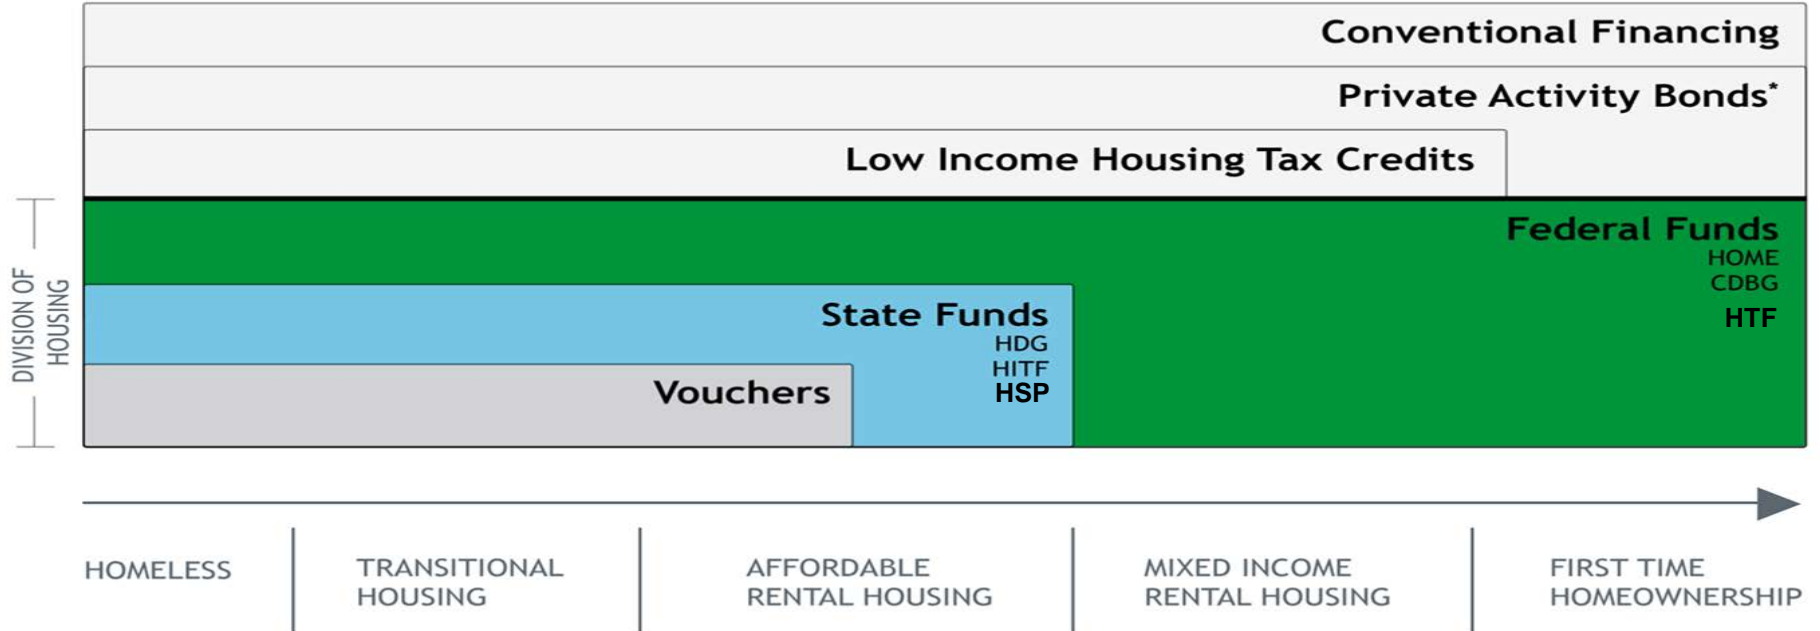 Conventional Financing
Private Activity Bonds*
Low Income Housing Tax Credits
DIVISION OF
HOUSING
Federal Funds
HOME
CDBG
HTF
State Funds
HDG
HITF
HSP
Vouchers
HOMELESS
TRANSITIONAL
HOUSING
AFFORDABLE
RENTAL HOUSING
MIXED INCOME
RENTAL HOUSING
FIRST TIME
HOMEOWNERSHIP